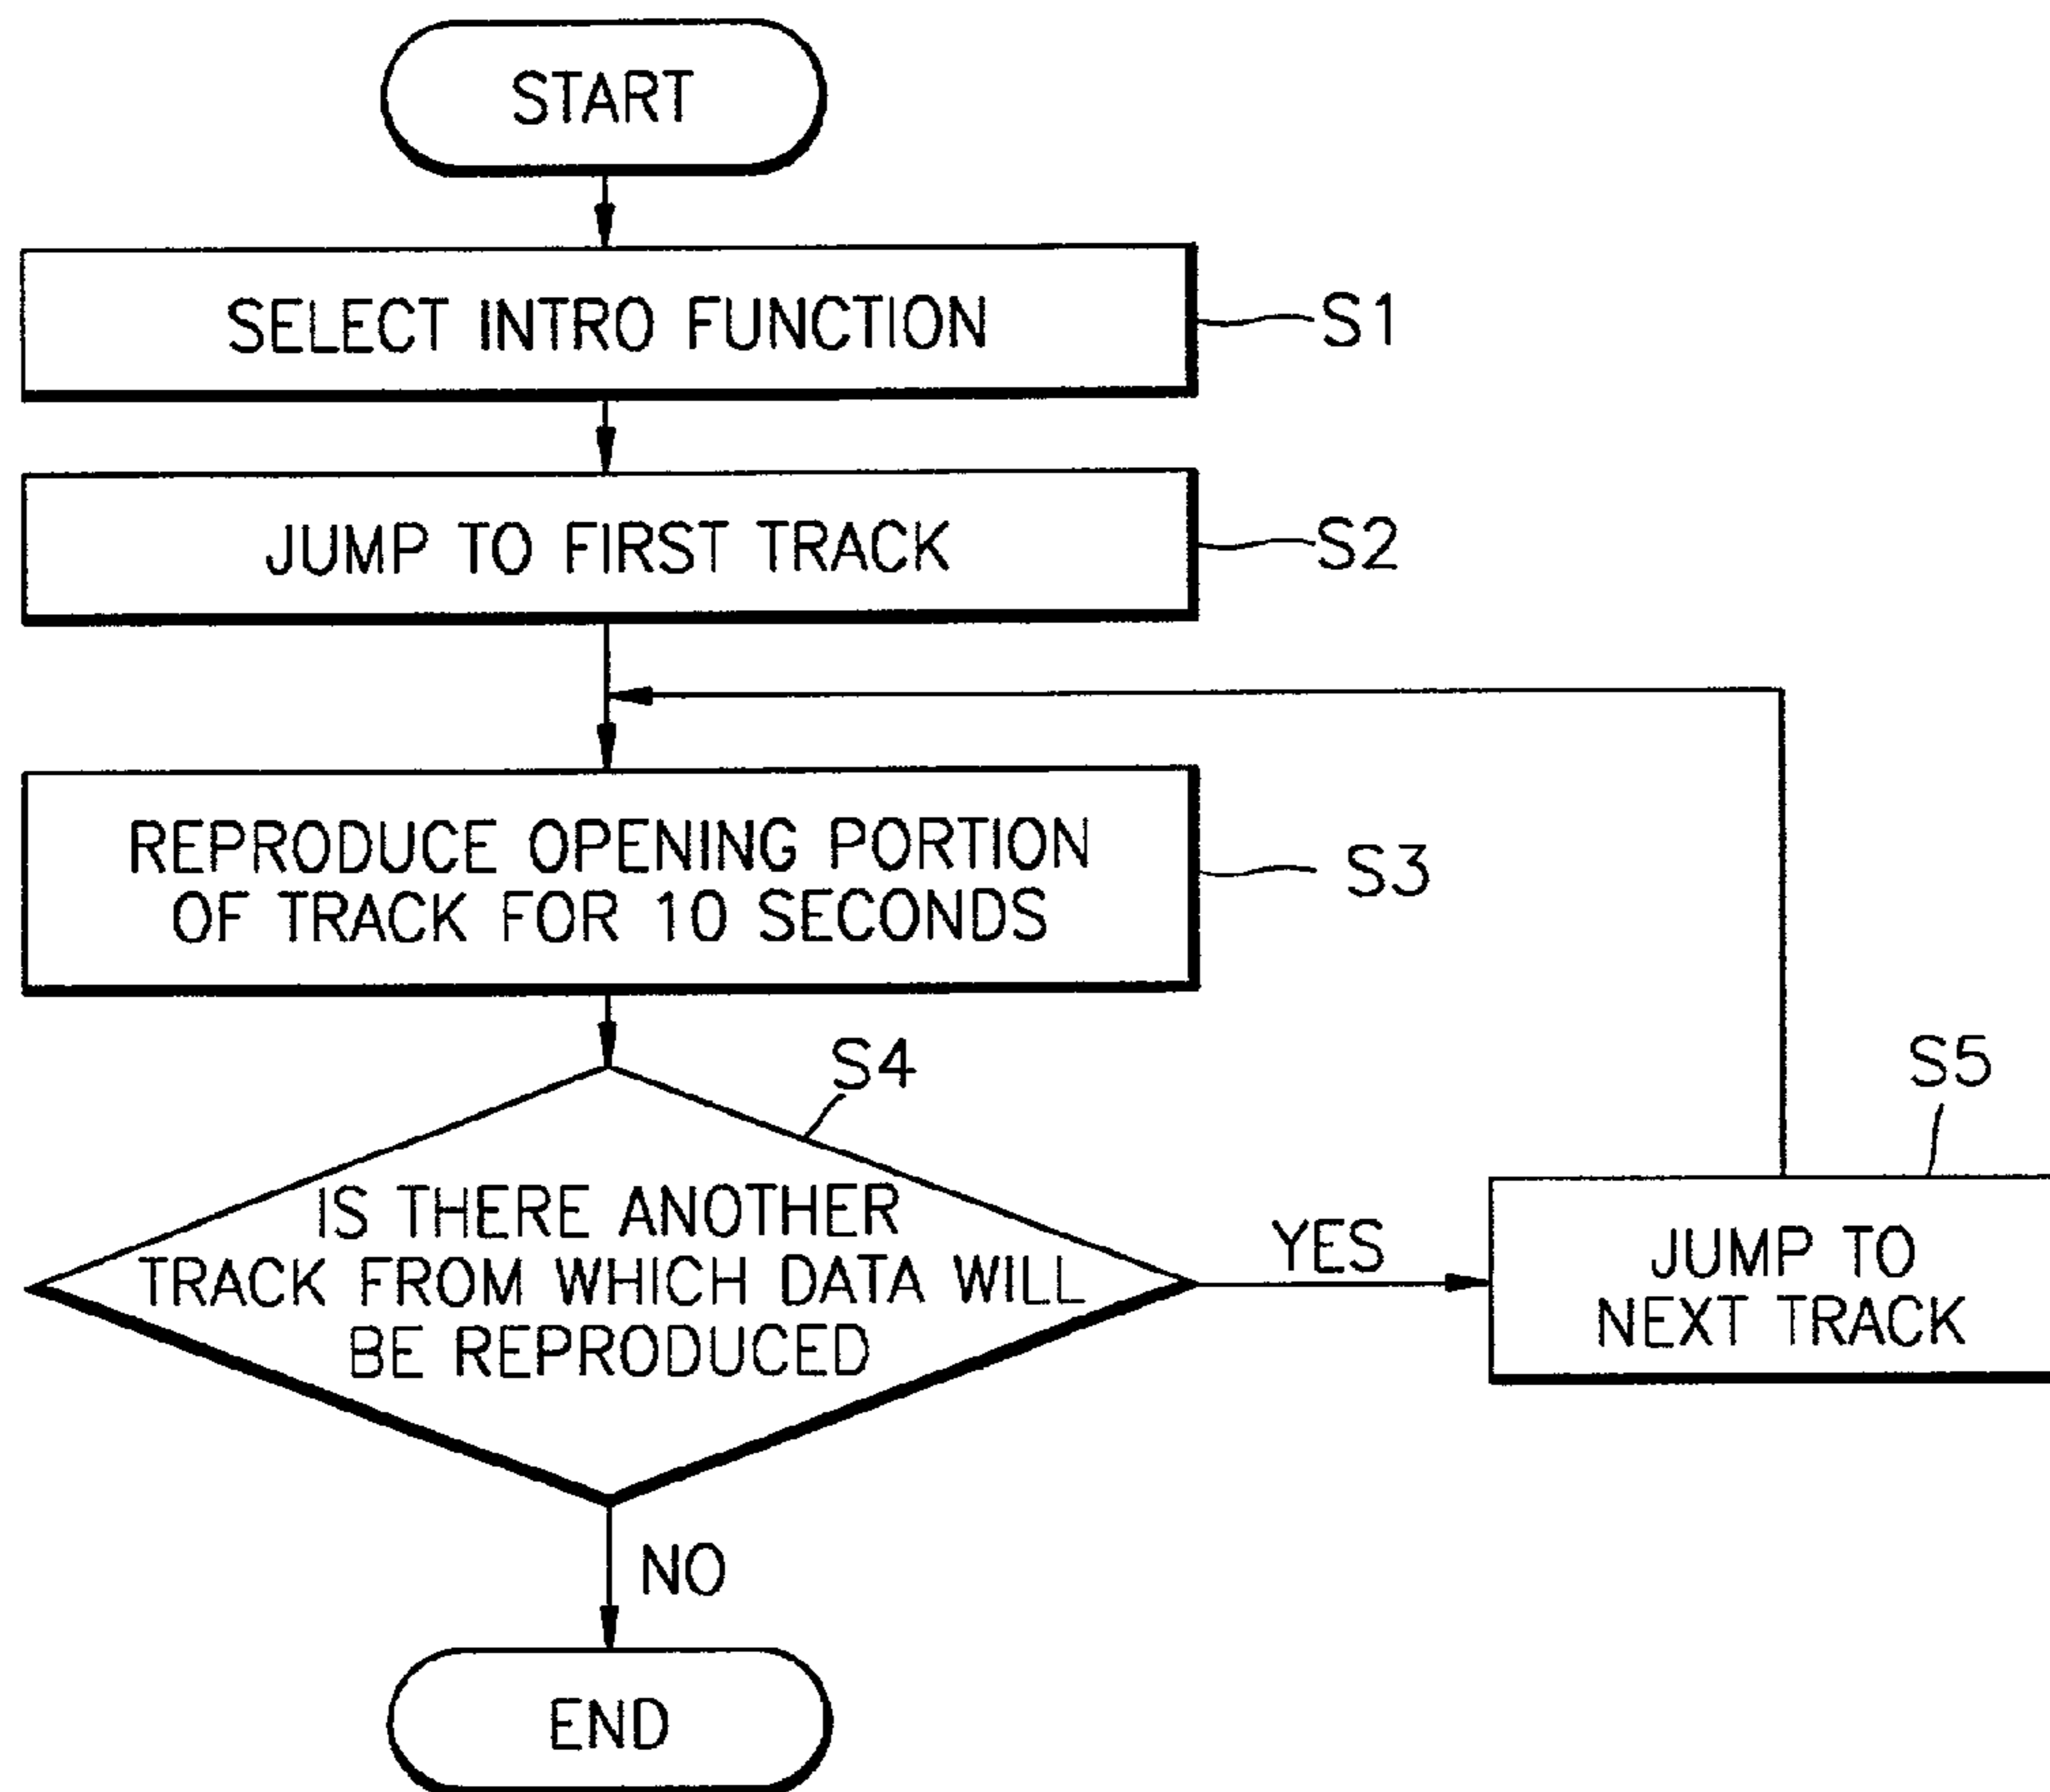 START
SELECT INTRO FUNCTION
S1
JUMP TO FIRST TRACK
S2
REPRODUCE OPENING PORTION
OF TRACK FOR 10 SECONDS
S3
S4
IS THERE ANOTHER
TRACK FROM WHICH DATA WILL
BE REPRODUCED
YES
S5
JUMP TO
NEXT TRACK
NO
END